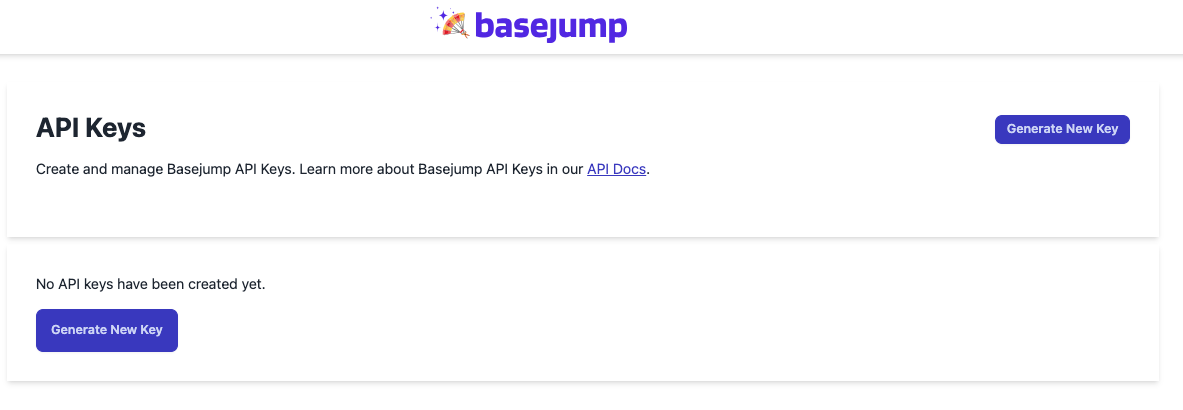 basejump
API Keys
Generate New Key
Create and manage Basejump API Keys. Learn more about Basejump API Keys in our API Docs.
No API keys have been created yet.
Generate New Key